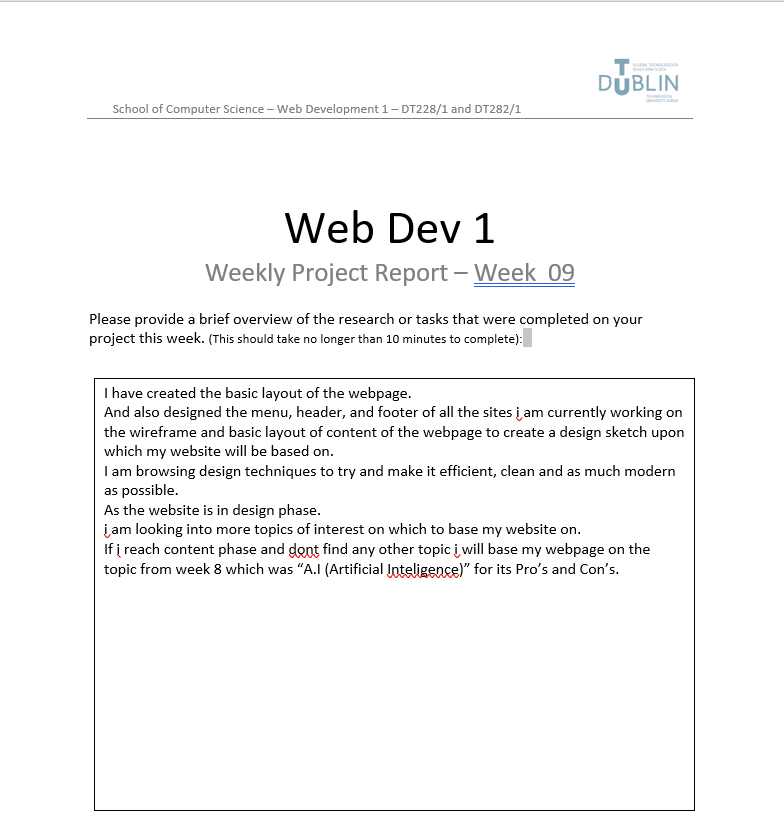 DUBLIN
TECHNOLOGICAL
UNIVERSITY DUBLIN
School of Computer Science – Web Development 1 – DT228/1 and DT282/1
Web Dev 1
Weekly Project Report – Week 09
Please provide a brief overview of the research or tasks that were completed on your
project this week. (This should take no longer than 10 minutes to complete):
I have created the basic layout of the webpage.
And also designed the menu, header, and footer of all the sites i am currently working on
the wireframe and basic layout of content of the webpage to create a design sketch upon
which my website will be based on.
I am browsing design techniques to try and make it efficient, clean and as much modern
as possible.
As the website is in design phase.
i am looking into more topics of interest on which to base my website on.
If i reach content phase and dont find any other topic i will base my webpage on the
topic from week 8 which was “A.I (Artificial Inteligence)” for its Pro’s and Con’s.